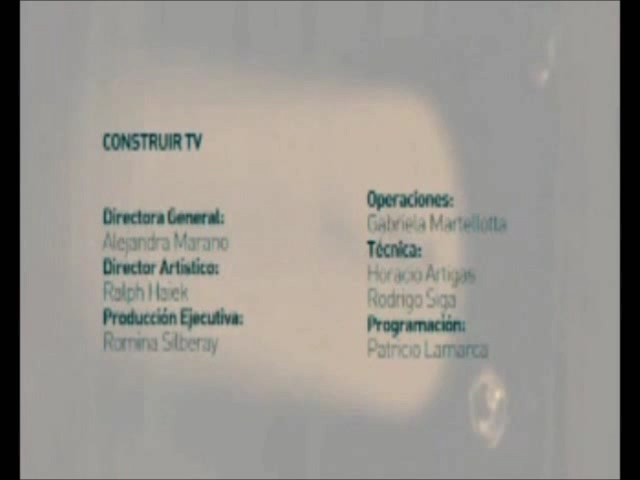 CONSTRUIR TV
Directora General:
Alejandra Marano
Director Artístico:
Ralph Haiek
Producción Ejecutiva:
Romina Silberay
Operaciones:
Gabriela Martellotta
Técnica:
Horacio Artigas
Rodrigo Siga
Programación:
Patricio Lamarca